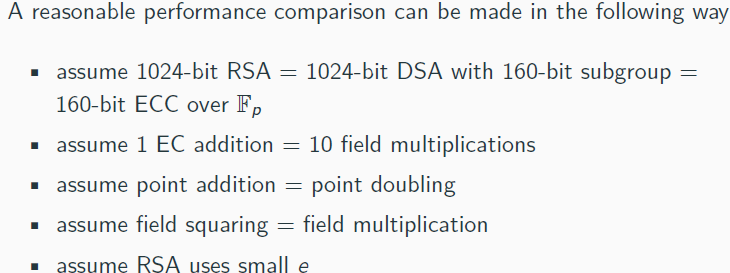 A reasonable performance comparison can be made in the following way
▪ assume 1024-bit RSA = 1024-bit DSA with 160-bit subgroup =
160-bit ECC over 𝔽p
▪ assume 1 EC addition = 10 field multiplications
▪ assume point addition = point doubling
▪ assume field squaring = field multiplication
▪ assume RSA uses small e